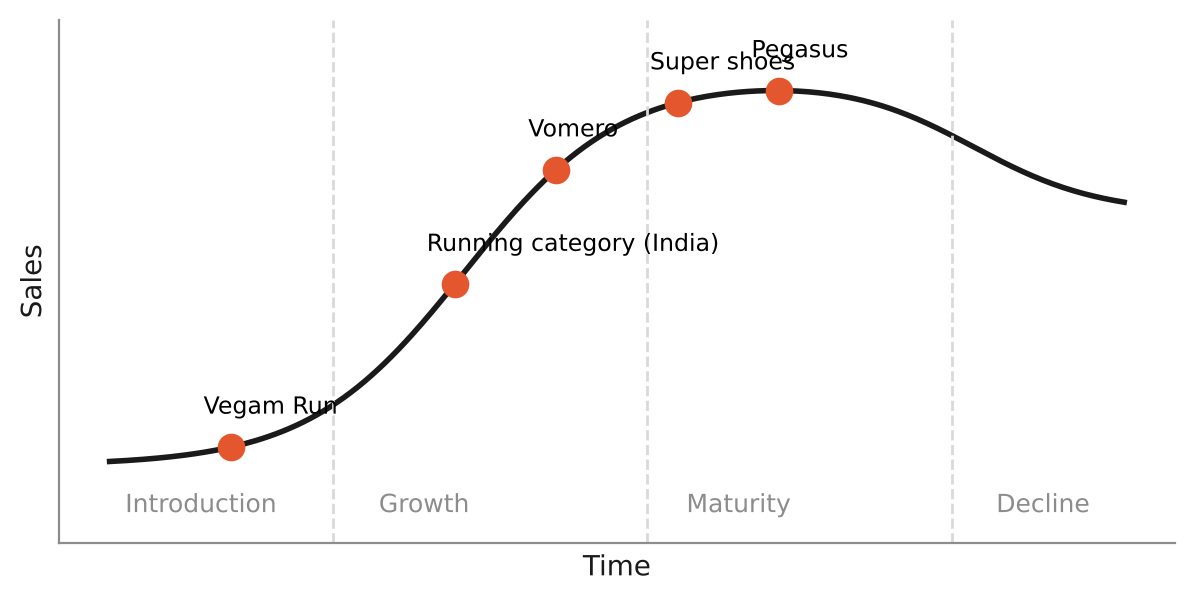 Pegasus
Super shoes
Vomero
Running category (India)
Vegam Run
Sales
Introduction
Growth
Maturity
Decline
Time